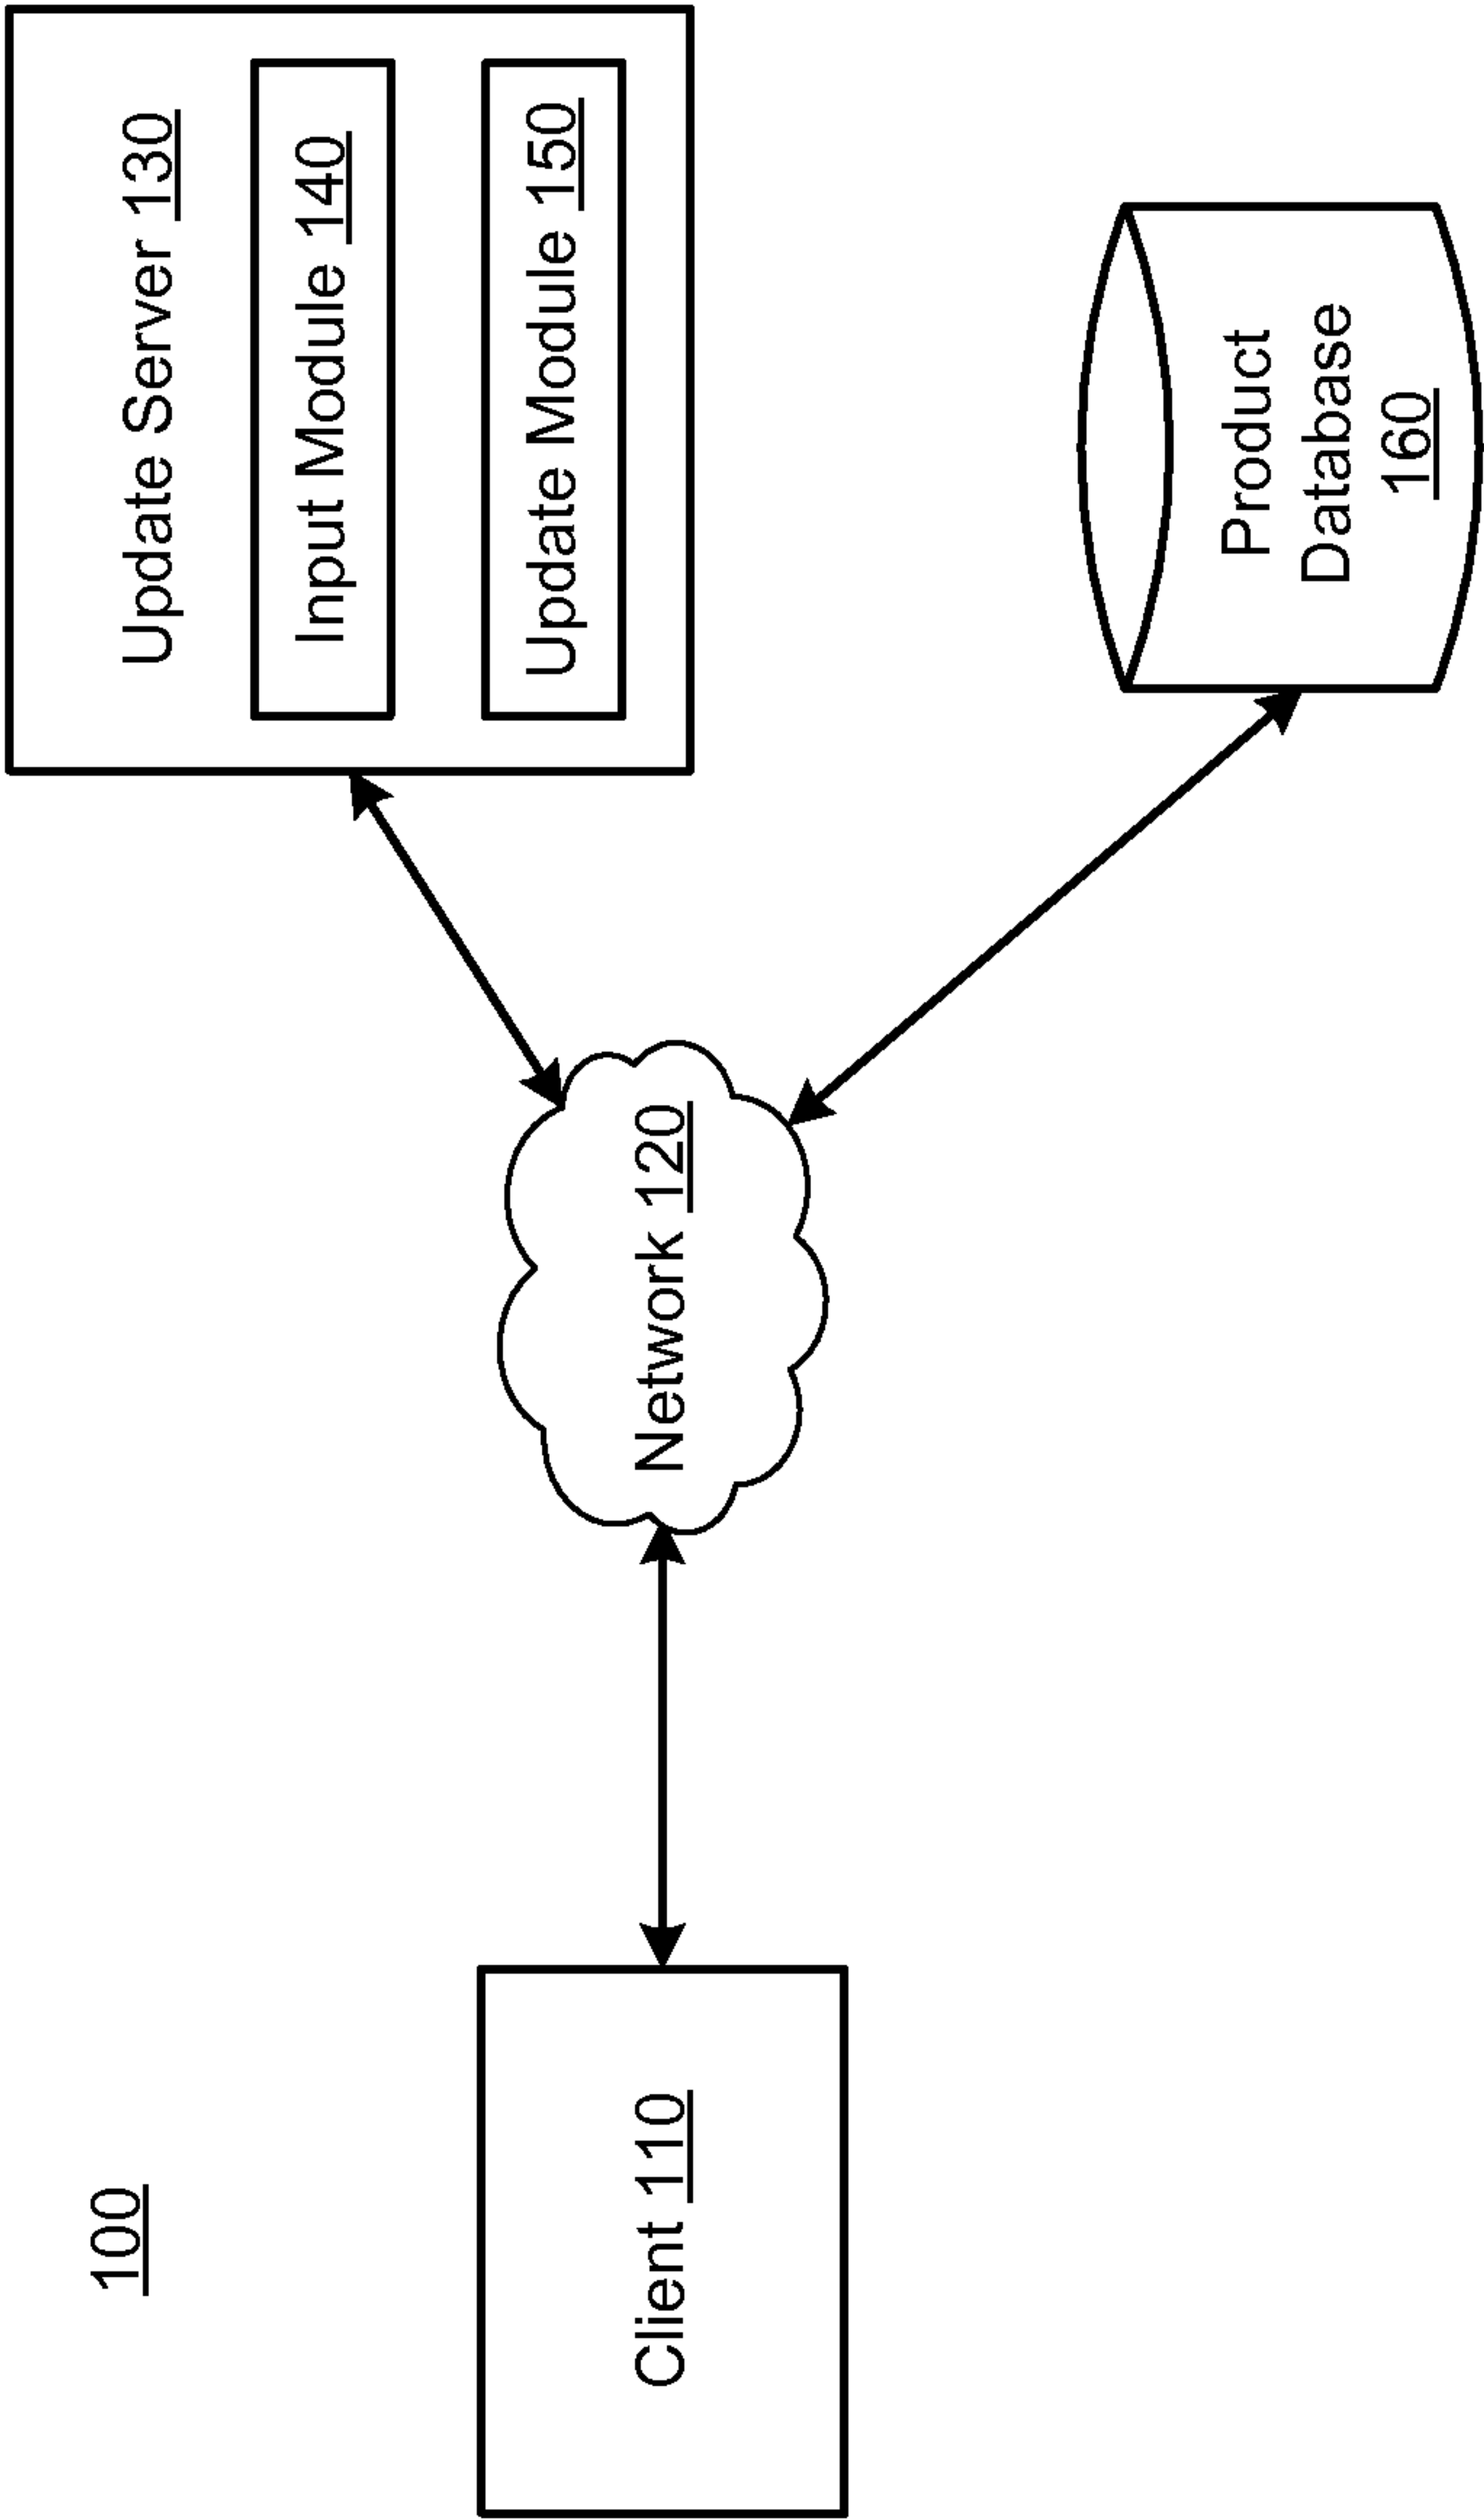 100
Client 110
Network 120
Update Server 130
Input Module 140
Update Module 150
Product
Database
160